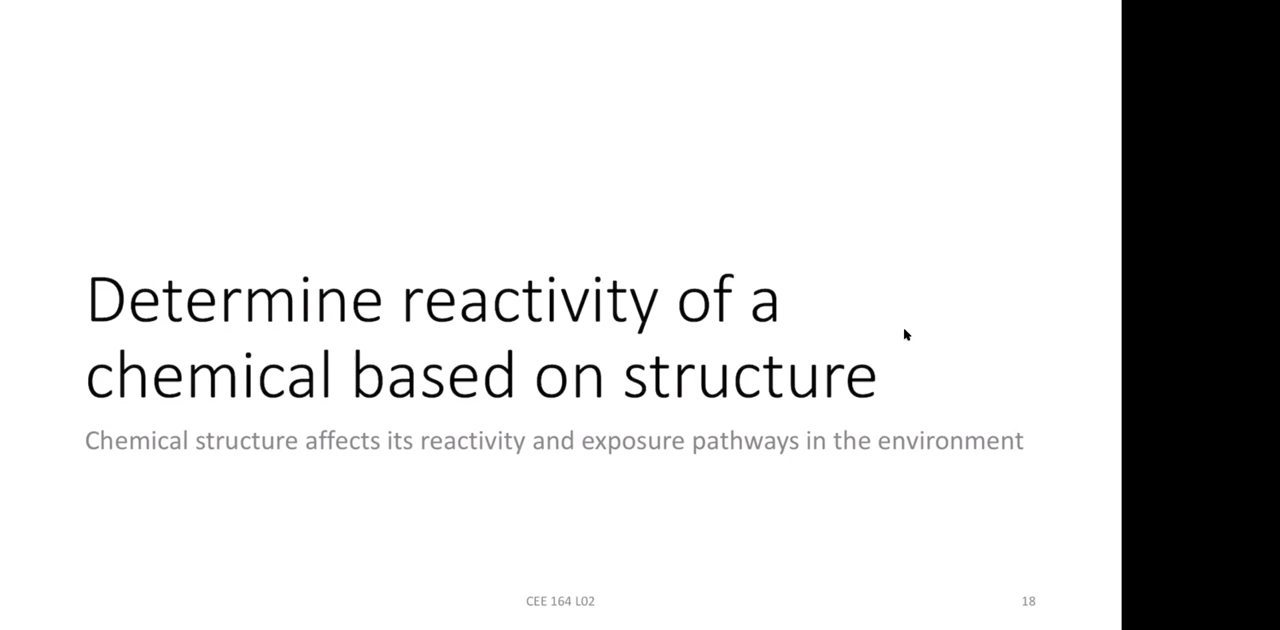 Determine reactivity of a
chemical based on structure
Chemical structure affects its reactivity and exposure pathways in the environment
CEE 164 L02
18